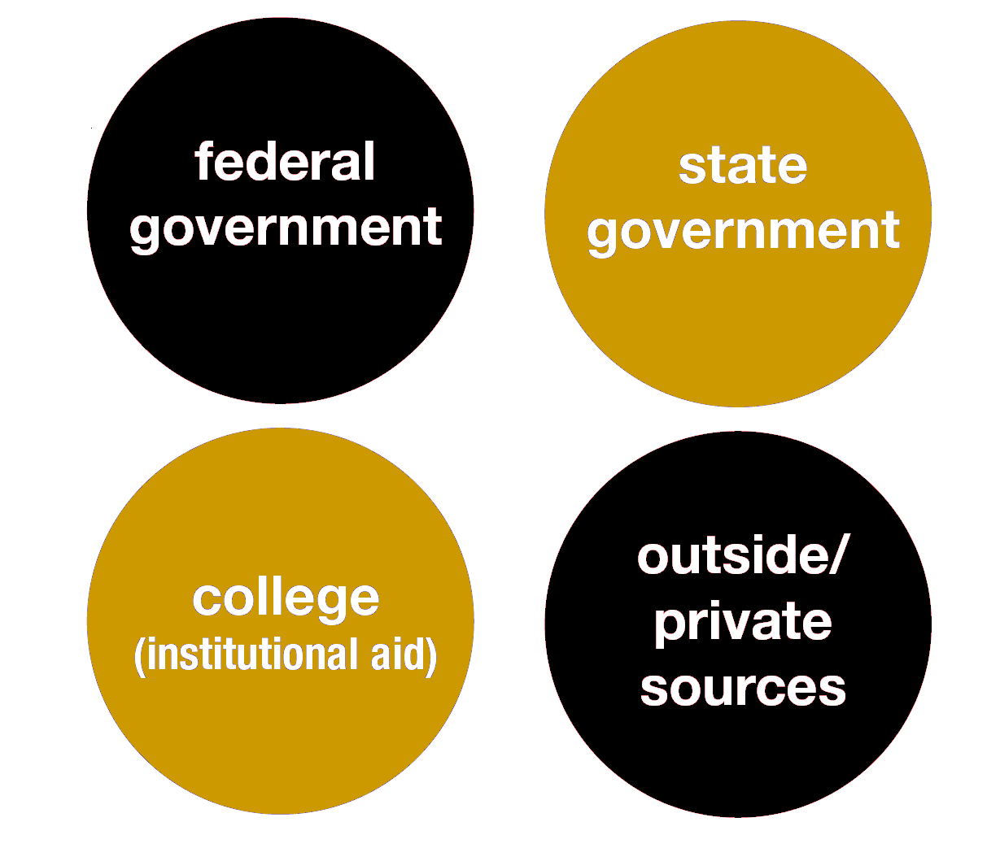 federal
government
state
government
college
(institutional aid)
outside/
private
sources